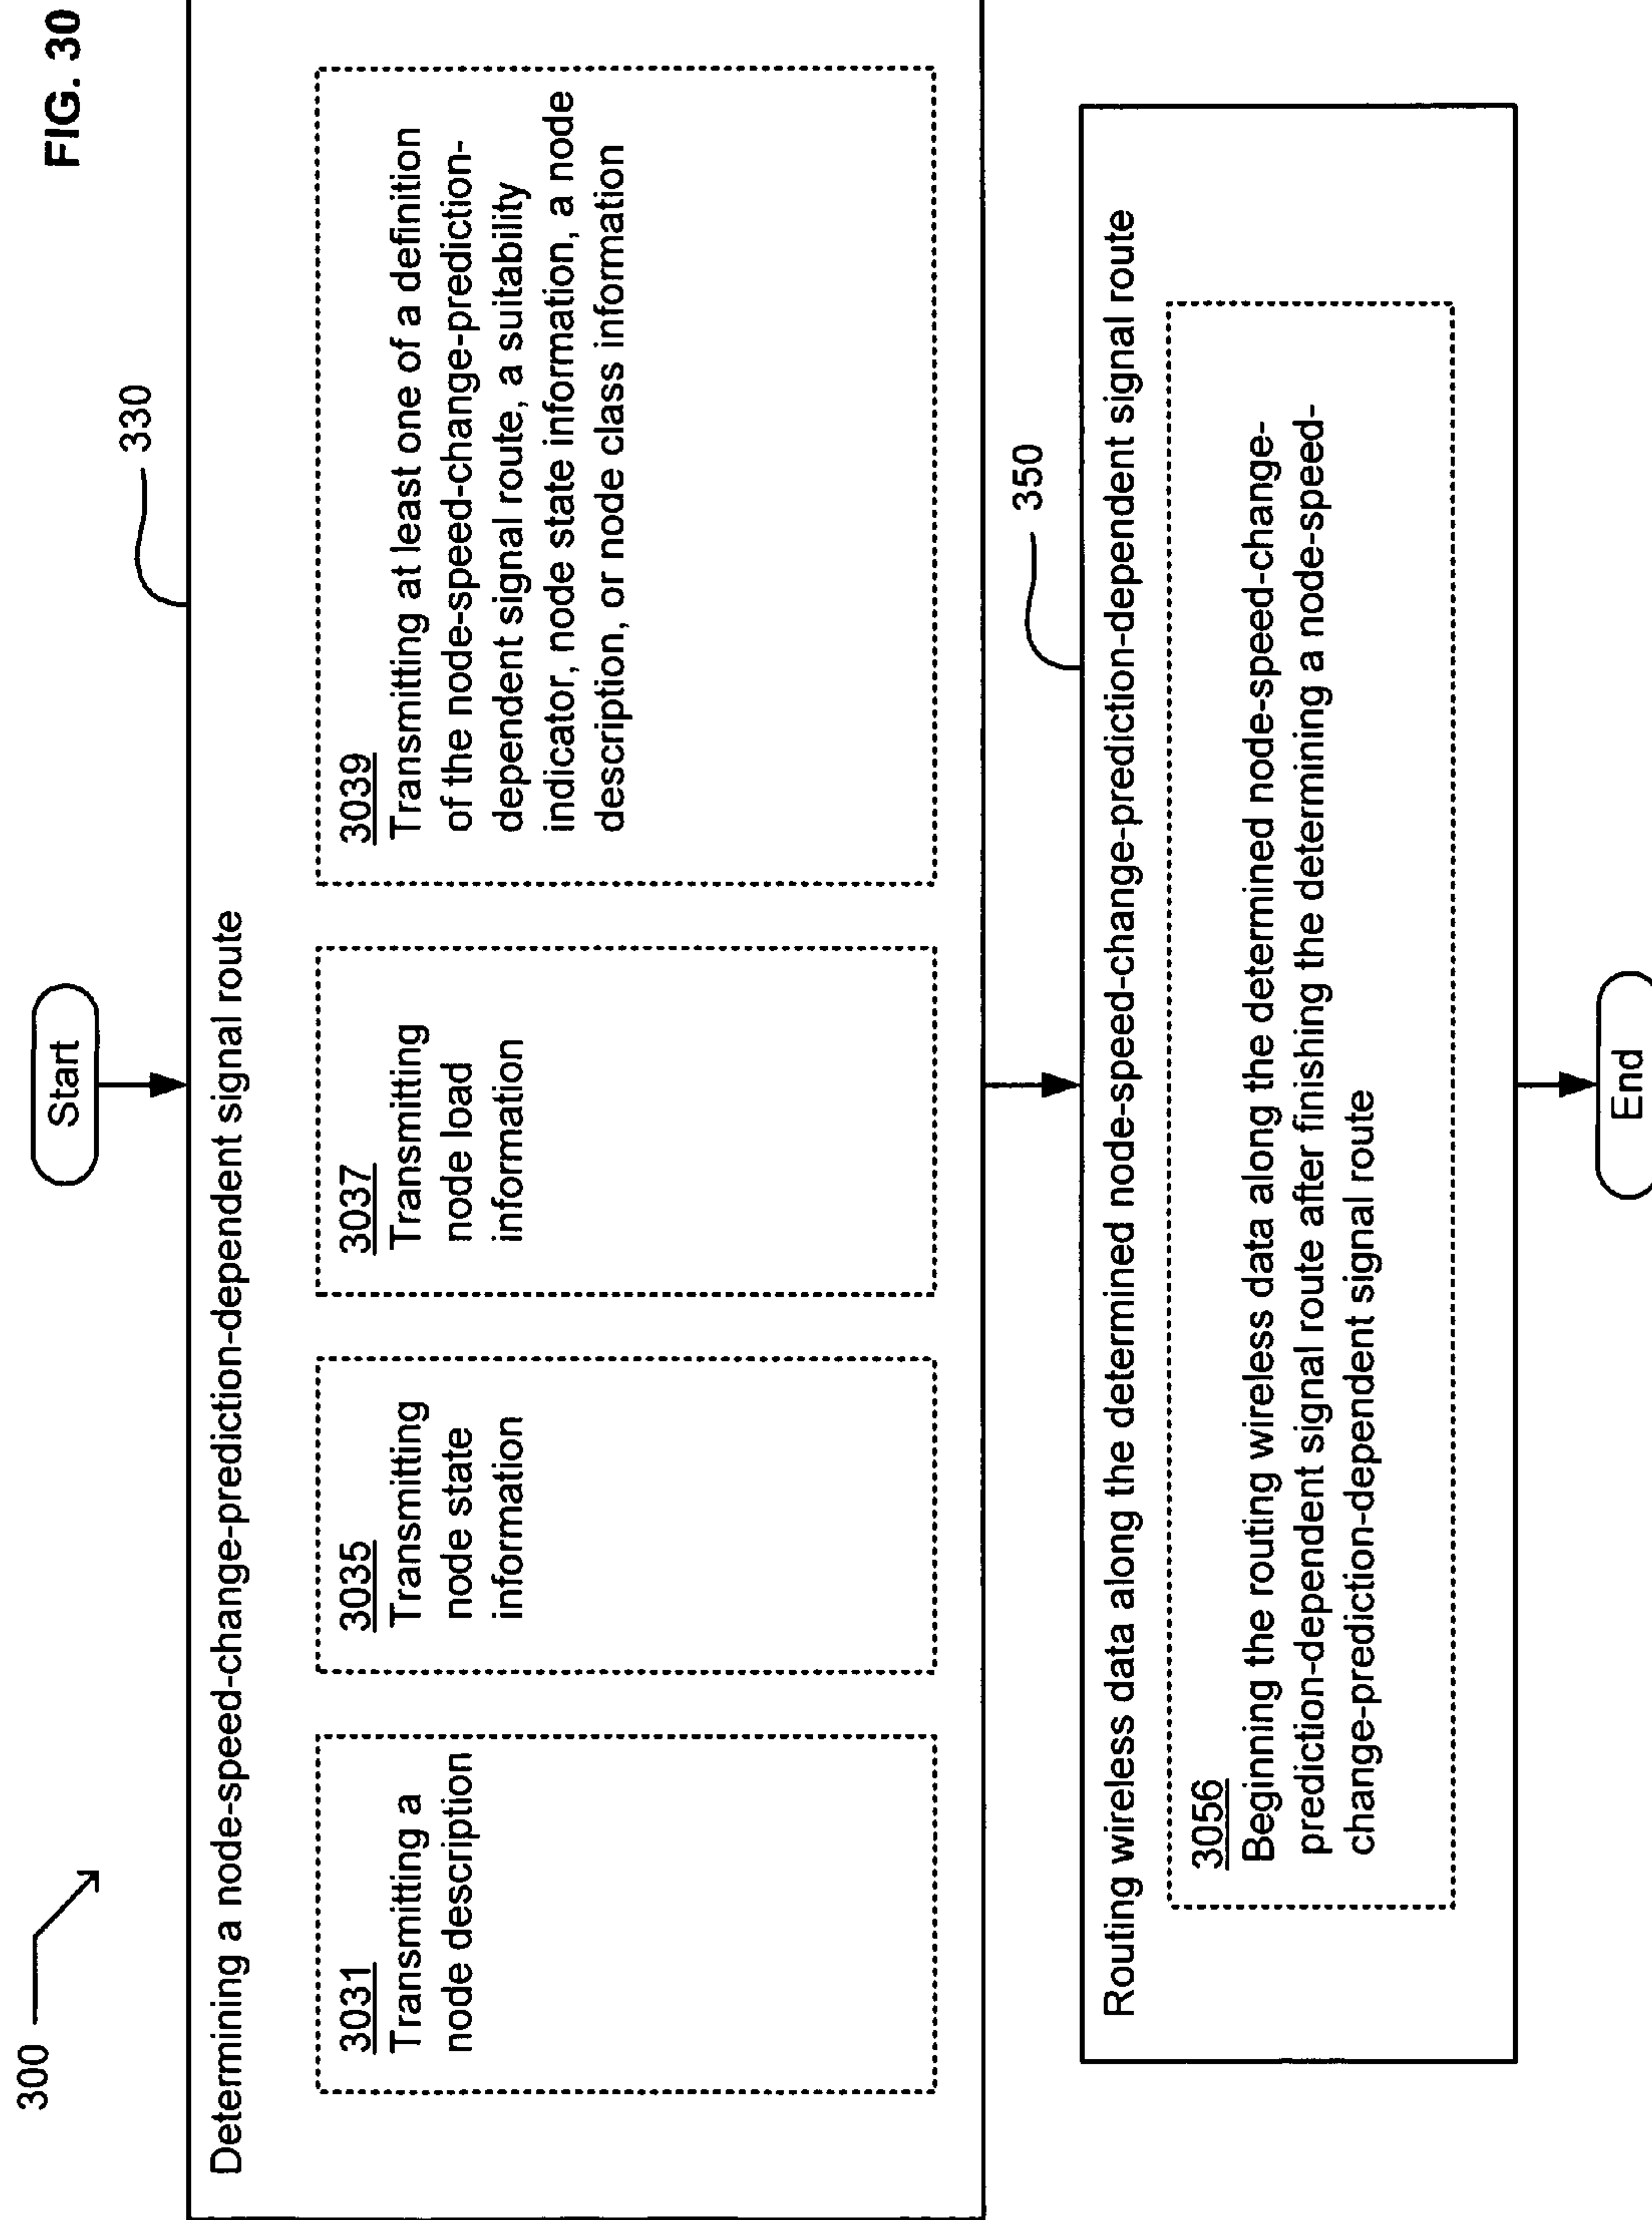 FIG. 30
300
Start
330
Determining a node-speed-change-prediction-dependent signal route
3031
Transmitting a
node description
3035
Transmitting
node state
information
3037
Transmitting
node load
information
3039
Transmitting at least one of a definition
of the node-speed-change-prediction-
dependent signal route, a suitability
indicator, node state information, a node
description, or node class information
350
Routing wireless data along the determined node-speed-change-prediction-dependent signal route
3056
Beginning the routing wireless data along the determined node-speed-change-
prediction-dependent signal route after finishing the determining a node-speed-
change-prediction-dependent signal route
End